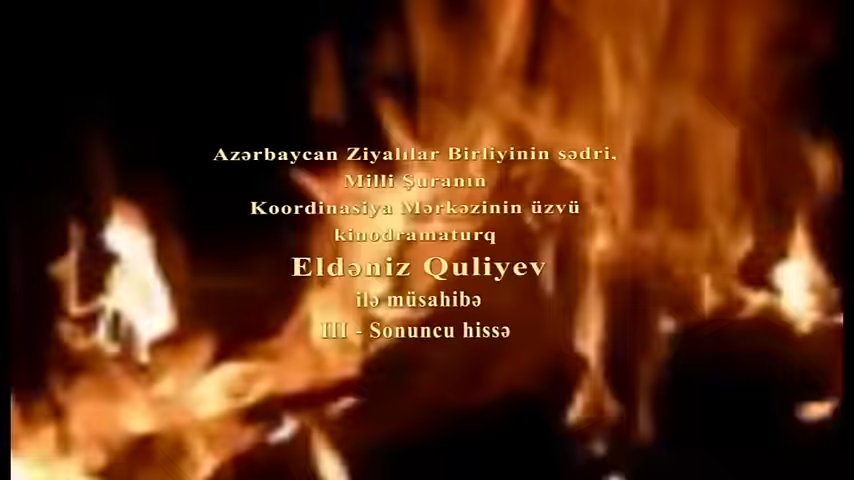 Azərbaycan Ziyalılar Birliyinin sədri,
Milli Şuranın
Koordinasiya Mərkəzinin üzvü
kinodramaturq
Eldəniz Quliyev
ilə müsahibə
III - Sonuncu hissə